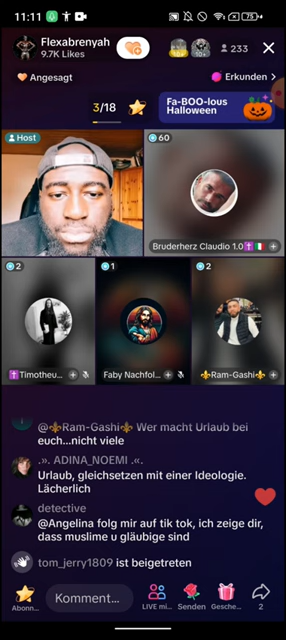 11:11
75
Flexabrenyah
9.7K Likes
233
Angesagt
Erkunden >
3/18
Fa-BOO-lous
Halloween
Host
60
Bruderherz Claudio 1.0✝️🇮🇹
2
1
2
✝️Timotheu...
Faby Nachfol...
⚜️Ram-Gashi⚜️
@⚜️Ram-Gashi⚜️ Wer macht Urlaub bei
euch...nicht viele
.». ADINA_NOEMI .«.
Urlaub, gleichsetzen mit einer Ideologie.
Lächerlich
detective
@Angelina folg mir auf tik tok, ich zeige dir,
dass muslime u gläubige sind
tom_jerry1809 ist beigetreten
Abonn...
Komment...
LIVE mi...
Senden
Gesche...
2